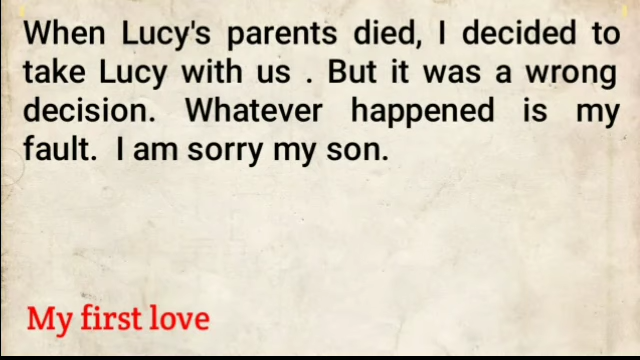 When Lucy's parents died, I decided to
take Lucy with us . But it was a wrong
decision. Whatever happened is my
fault. I am sorry my son.
My first love